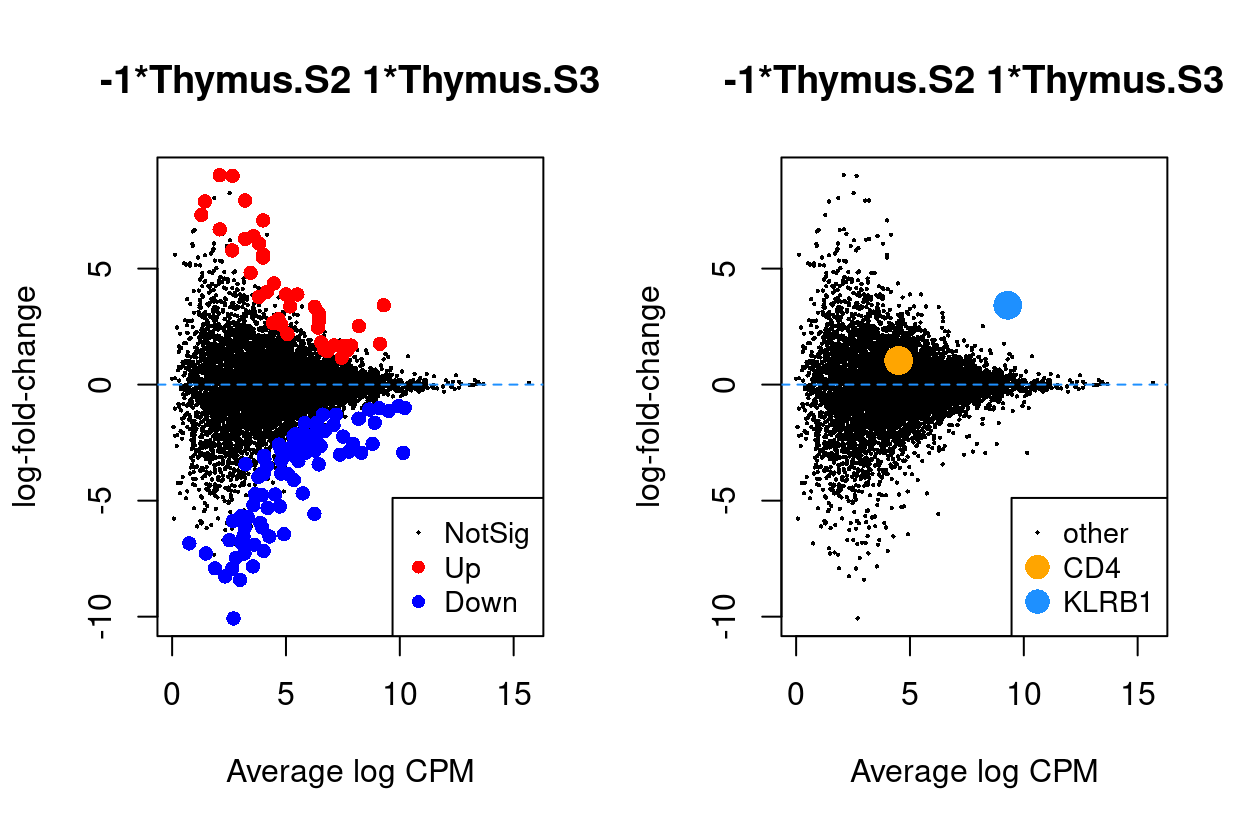 -1*Thymus.S2 1*Thymus.S3
log-fold-change
5
0
-5
-10
NotSig
Up
Down
0 5 10 15
Average log CPM
-1*Thymus.S2 1*Thymus.S3
log-fold-change
5
0
-5
-10
other
CD4
KLRB1
0 5 10 15
Average log CPM